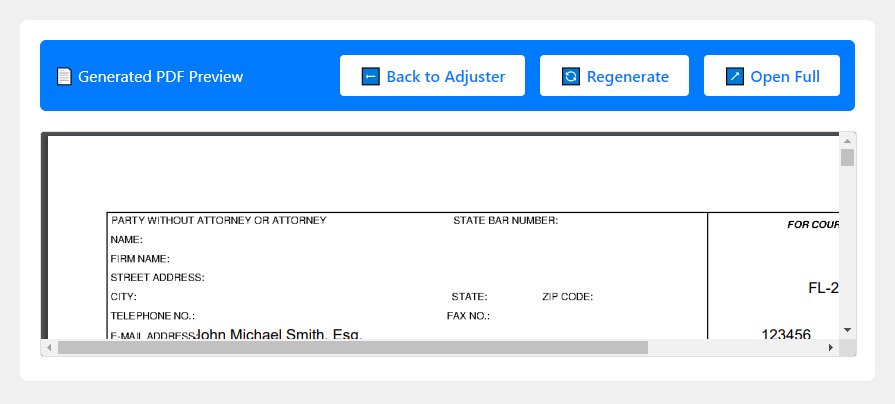 Generated PDF Preview
Back to Adjuster
Regenerate
Open Full
PARTY WITHOUT ATTORNEY OR ATTORNEY STATE BAR NUMBER:
FOR COUR
NAME:
FIRM NAME:
STREET ADDRESS:
FL-2
CITY: STATE: ZIP CODE:
TELEPHONE NO.: FAX NO.:
E-MAIL ADDRESS: John Michael Smith, Esq. 123456